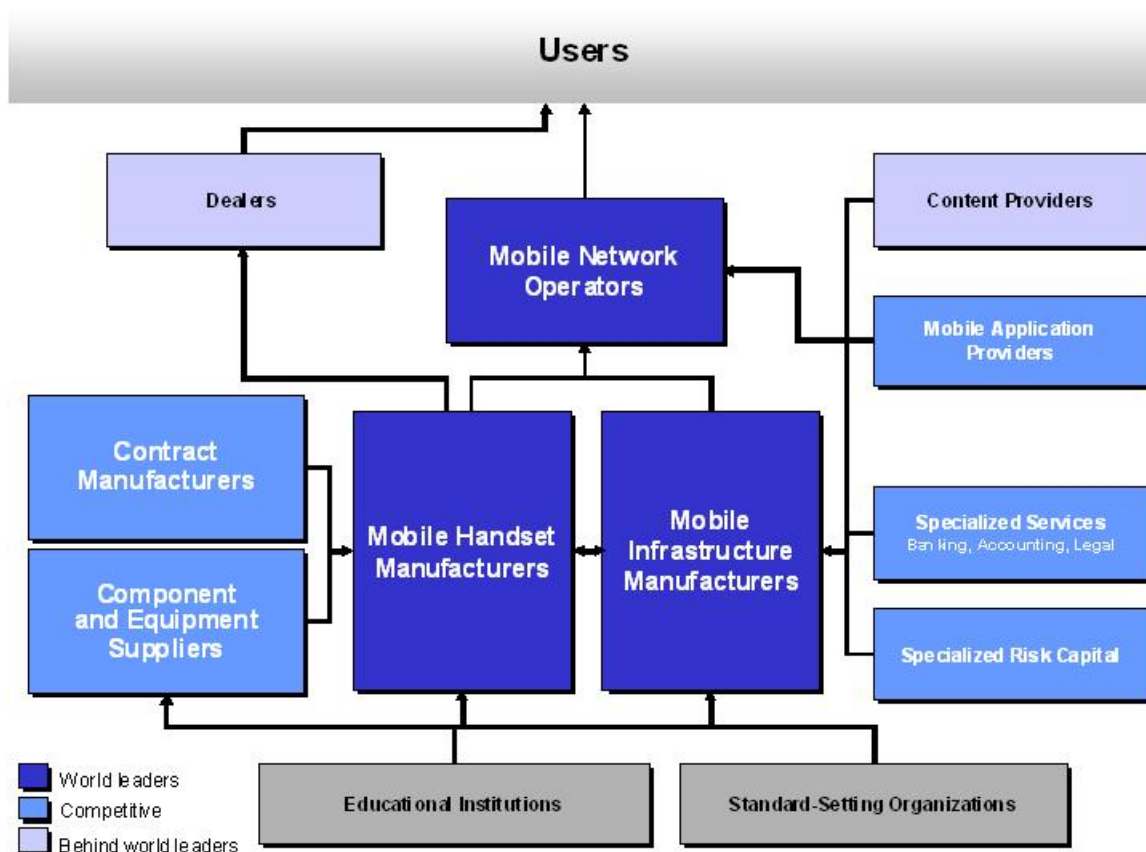 Users
Dealers
Content Providers
Mobile Network
Operators
Mobile Application
Providers
Contract
Manufacturers
Mobile Handset
Manufacturers
Mobile
Infrastructure
Manufacturers
Specialized Services
Banking, Accounting, Legal
Component
and Equipment
Suppliers
Specialized Risk Capital
World leaders
Competitive
Behind world leaders
Educational Institutions
Standard-Setting Organizations